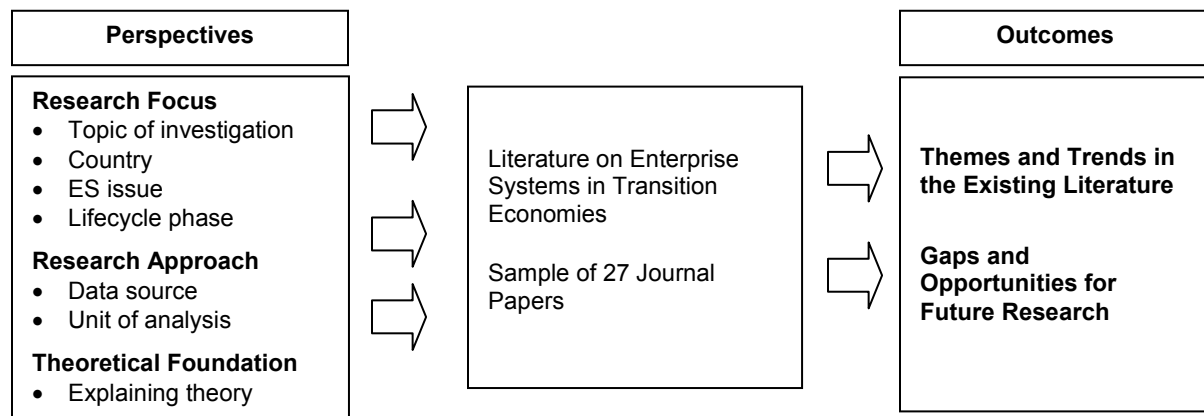 Perspectives
Research Focus
• Topic of investigation
• Country
• ES issue
• Lifecycle phase
Research Approach
• Data source
• Unit of analysis
Theoretical Foundation
• Explaining theory
Literature on Enterprise
Systems in Transition
Economies
Sample of 27 Journal
Papers
Outcomes
Themes and Trends in
the Existing Literature
Gaps and
Opportunities for
Future Research